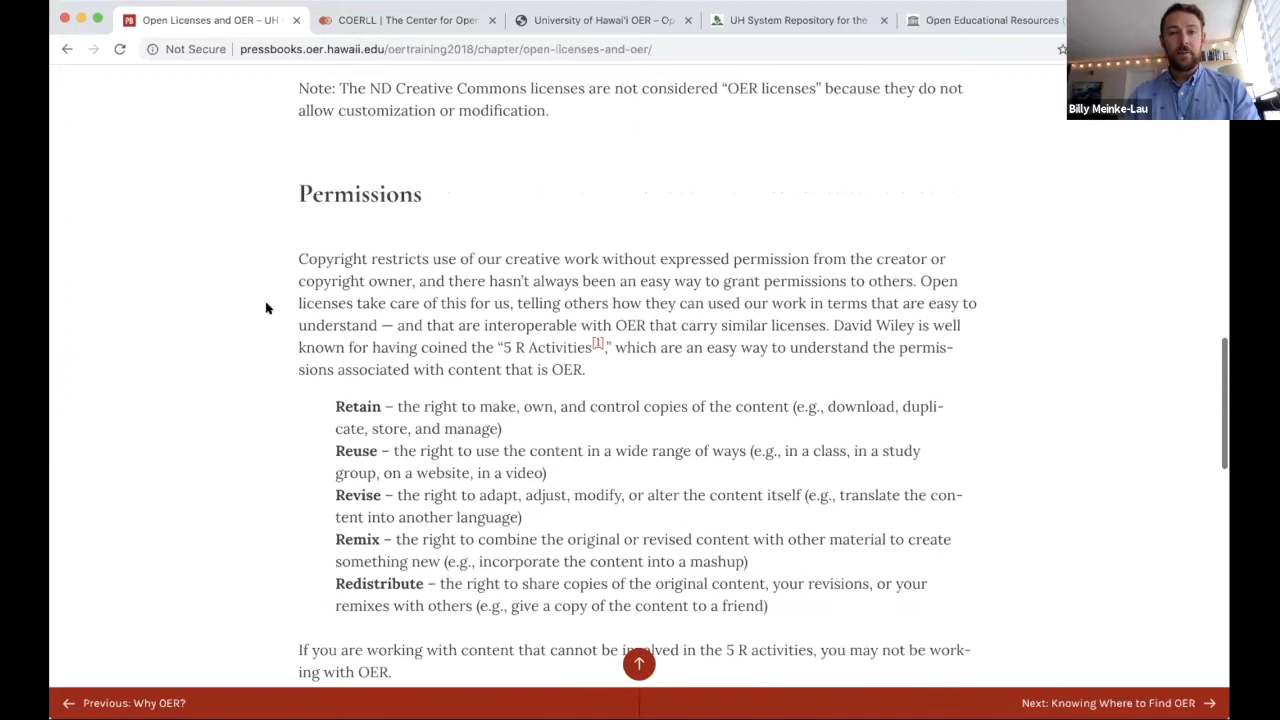 Open Licenses and OER – UH
COERLL | The Center for Open
University of Hawai'i OER – Op
UH System Repository for the
Open Educational Resources (
Not Secure
pressbooks.oer.hawaii.edu/oertraining2018/chapter/open-licenses-and-oer/
Billy Meinke-Lau
Note: The ND Creative Commons licenses are not considered “OER licenses” because they do not
allow customization or modification.
Permissions
Copyright restricts use of our creative work without expressed permission from the creator or
copyright owner, and there hasn’t always been an easy way to grant permissions to others. Open
licenses take care of this for us, telling others how they can used our work in terms that are easy to
understand — and that are interoperable with OER that carry similar licenses. David Wiley is well
known for having coined the “5 R Activities[1],” which are an easy way to understand the permis-
sions associated with content that is OER.
Retain – the right to make, own, and control copies of the content (e.g., download, dupli-
cate, store, and manage)
Reuse – the right to use the content in a wide range of ways (e.g., in a class, in a study
group, on a website, in a video)
Revise – the right to adapt, adjust, modify, or alter the content itself (e.g., translate the con-
tent into another language)
Remix – the right to combine the original or revised content with other material to create
something new (e.g., incorporate the content into a mashup)
Redistribute – the right to share copies of the original content, your revisions, or your
remixes with others (e.g., give a copy of the content to a friend)
If you are working with content that cannot be involved in the 5 R activities, you may not be work-
ing with OER.
Previous: Why OER?
Next: Knowing Where to Find OER